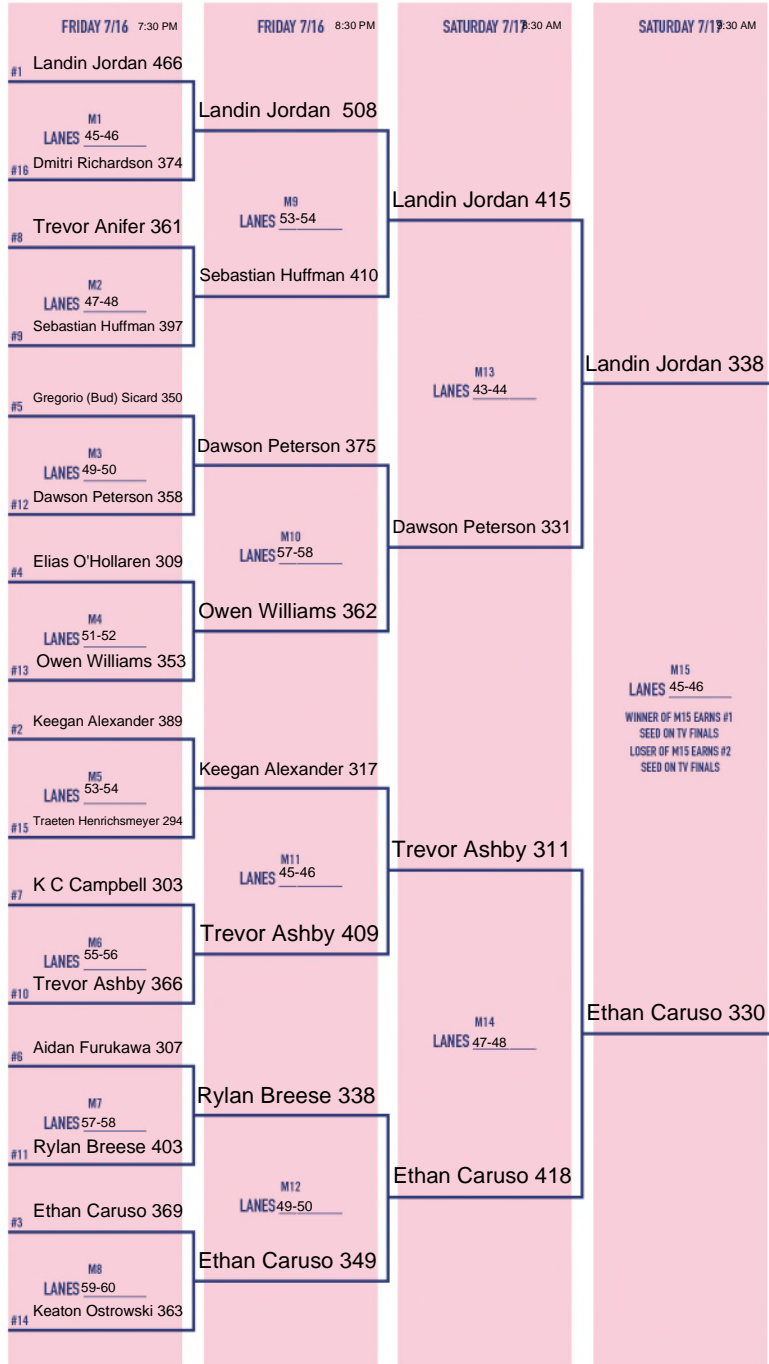 FRIDAY 7/16 7:30 PM
#1 Landin Jordan 466
M1
LANES 45-46
#16 Dmitri Richardson 374
#8 Trevor Anifer 361
M2
LANES 47-48
#9 Sebastian Huffman 397
#5 Gregorio (Bud) Sicard 350
M3
LANES 49-50
#12 Dawson Peterson 358
#4 Elias O'Hollaren 309
M4
LANES 51-52
#13 Owen Williams 353
#2 Keegan Alexander 389
M5
LANES 53-54
#15 Traeten Henrichsmeyer 294
#7 K C Campbell 303
M6
LANES 55-56
#10 Trevor Ashby 366
#6 Aidan Furukawa 307
M7
LANES 57-58
#11 Rylan Breese 403
#3 Ethan Caruso 369
M8
LANES 59-60
#14 Keaton Ostrowski 363
FRIDAY 7/16 8:30 PM
Landin Jordan 508
M9
LANES 53-54
Sebastian Huffman 410
Dawson Peterson 375
M10
LANES 57-58
Owen Williams 362
Keegan Alexander 317
M11
LANES 45-46
Trevor Ashby 409
Rylan Breese 338
M12
LANES 49-50
Ethan Caruso 349
SATURDAY 7/17 8:30 AM
Landin Jordan 415
M13
LANES 43-44
Dawson Peterson 331
Trevor Ashby 311
M14
LANES 47-48
Ethan Caruso 418
SATURDAY 7/17 9:30 AM
Landin Jordan 338
M15
LANES 45-46
WINNER OF M15 EARNS #1
SEED ON TV FINALS
LOSER OF M15 EARNS #2
SEED ON TV FINALS
Ethan Caruso 330